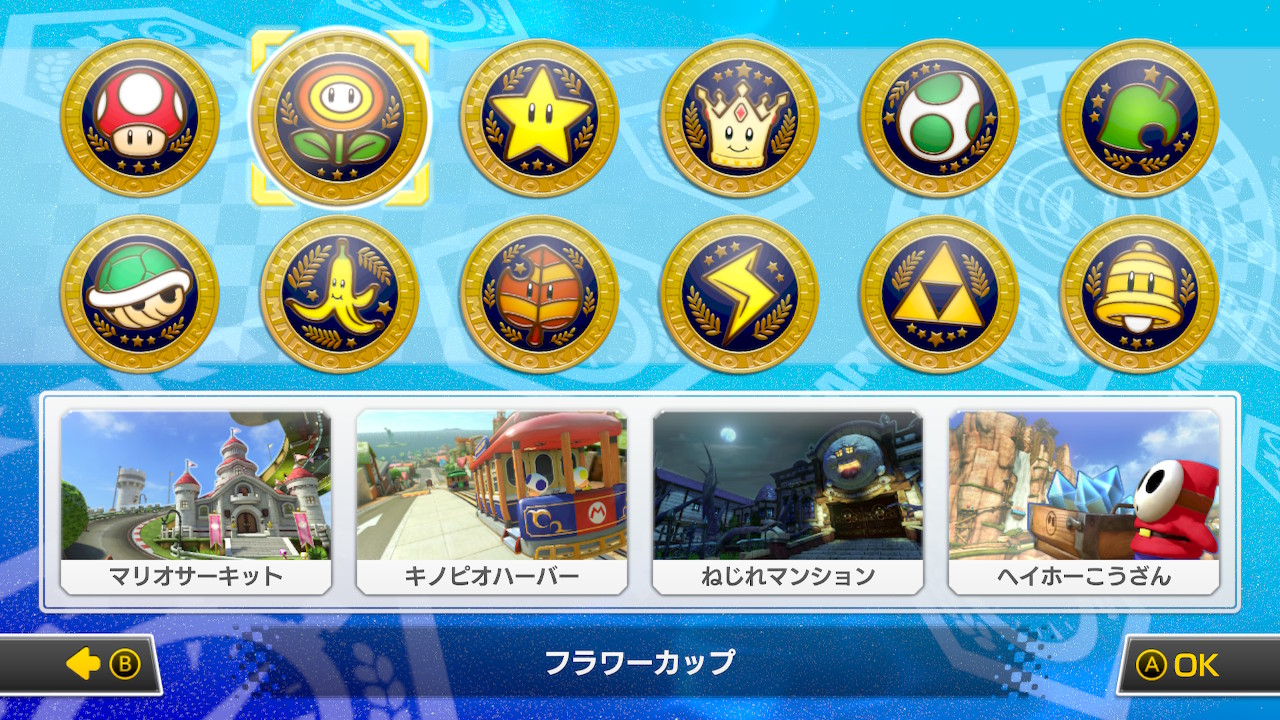 マリオサーキット
キノピオハーバー
ねじれマンション
ヘイホーこうざん
B
フラワーカップ
A OK